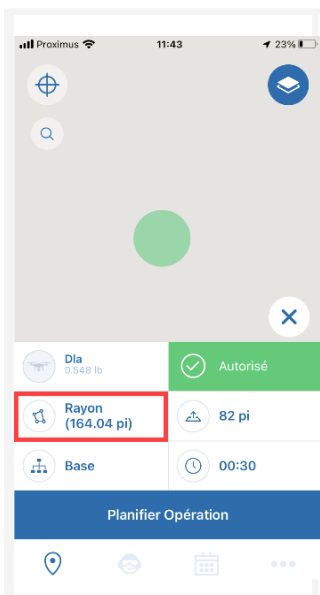 Proximus 11:43 23%
Dla
0.548 lb
Autorisé
Rayon
(164.04 pi)
82 pi
Base
00:30
Planifier Opération